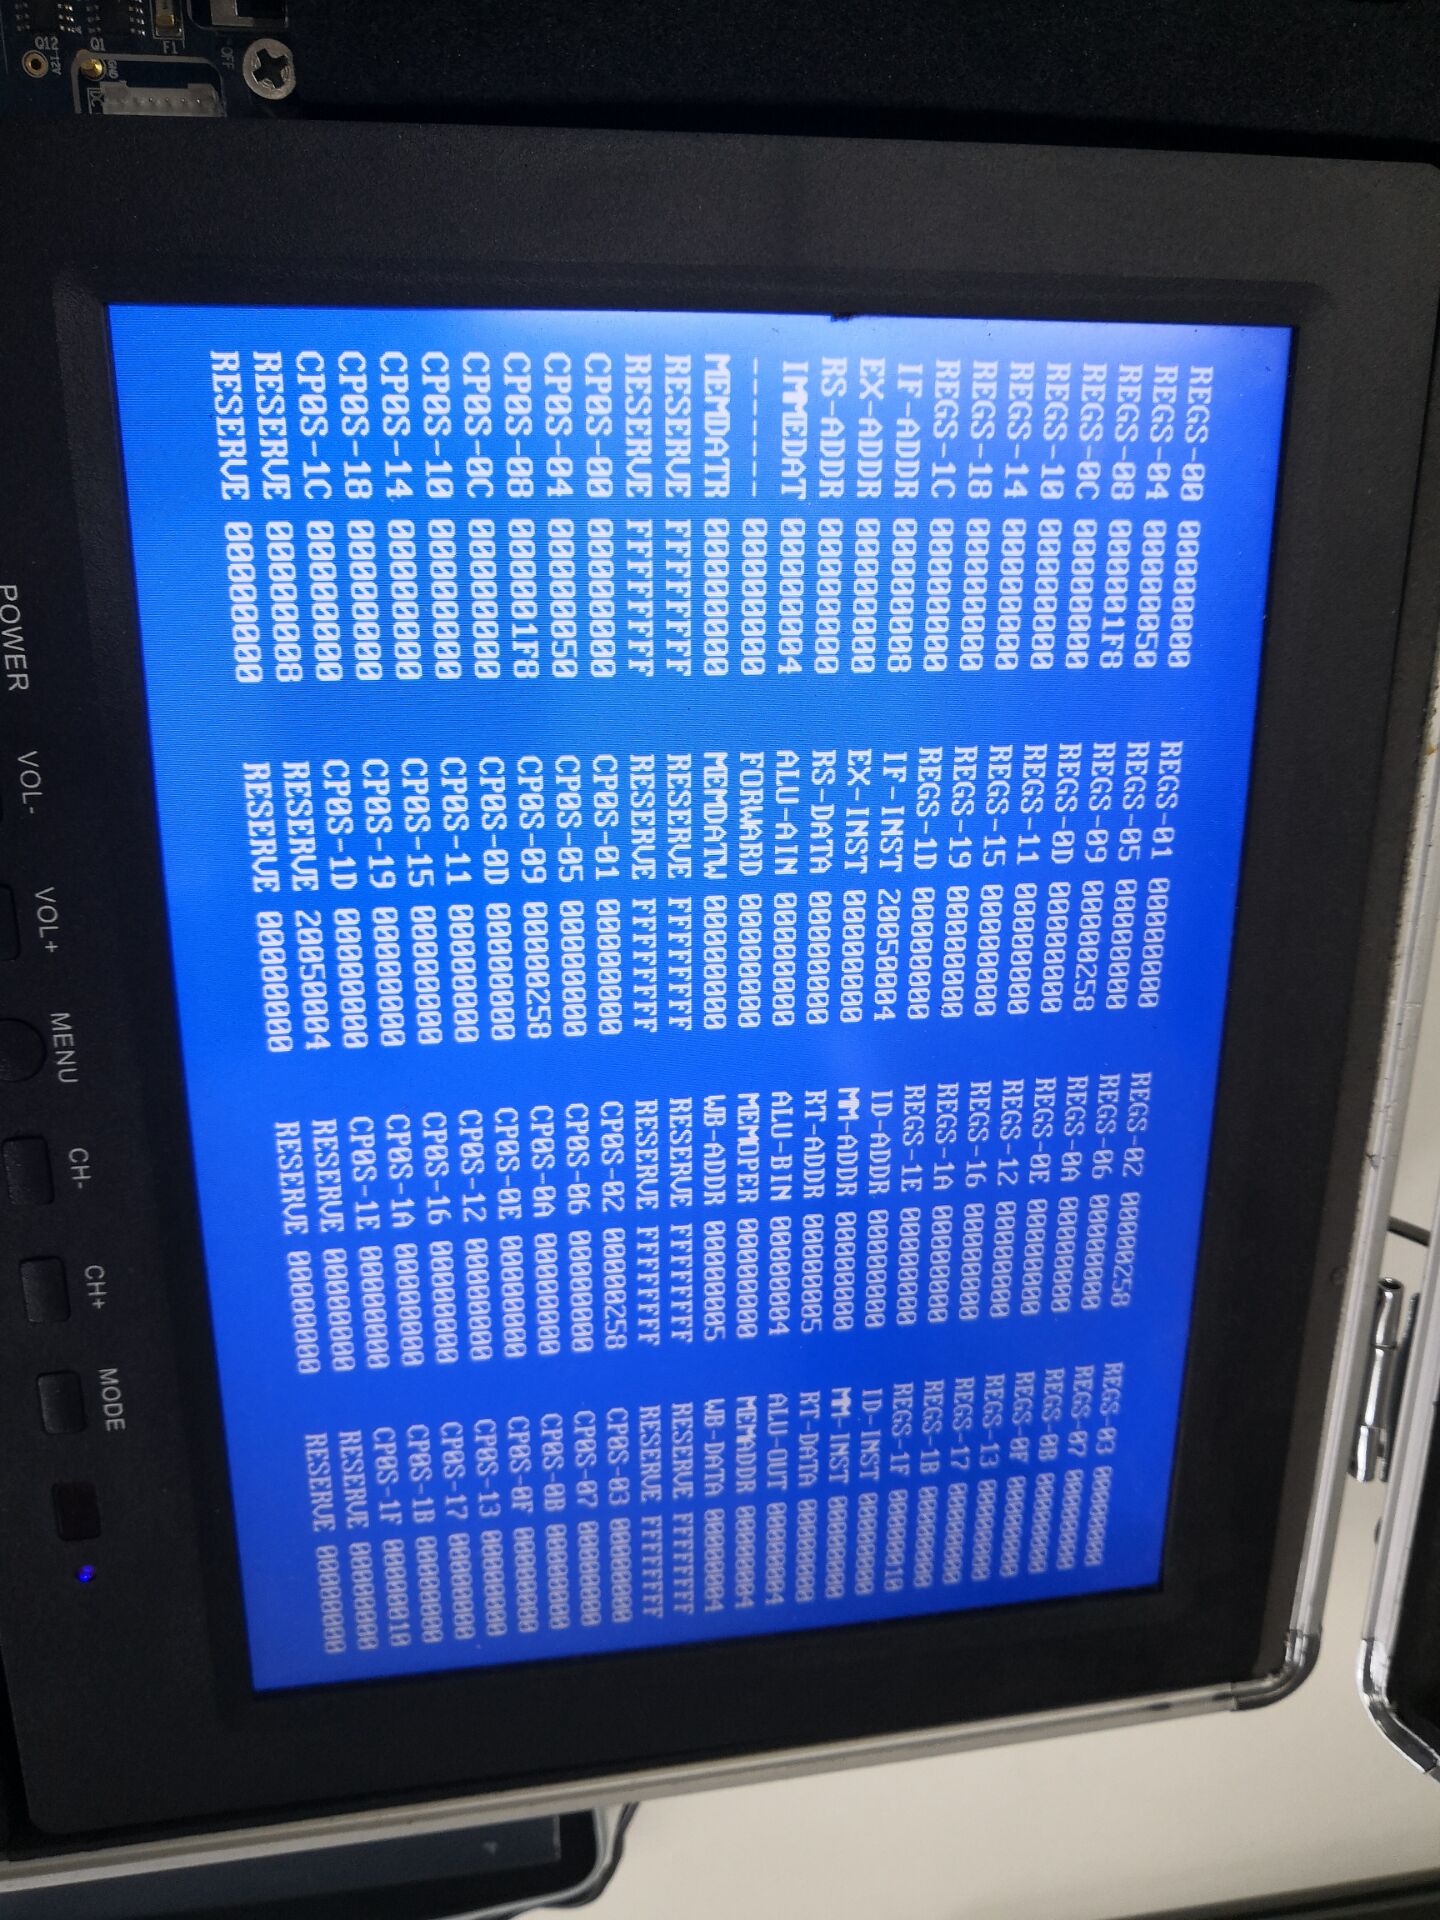 REGS-00 00000000 REGS-01 00000000 REGS-02 00000258 REGS-03 00000000
REGS-04 00000050 REGS-05 00000000 REGS-06 00000000 REGS-07 00000000
REGS-08 000001F8 REGS-09 00000258 REGS-0A 00000000 REGS-0B 00000000
REGS-0C 00000000 REGS-0D 00000000 REGS-0E 00000000 REGS-0F 00000000
REGS-10 00000000 REGS-11 00000000 REGS-12 00000000 REGS-13 00000000
REGS-14 00000000 REGS-15 00000000 REGS-16 00000000 REGS-17 00000000
REGS-18 00000000 REGS-19 00000000 REGS-1A 00000000 REGS-1B 00000000
REGS-1C 00000000 REGS-1D 00000000 REGS-1E 00000000 REGS-1F 00000010
IF-ADDR 00000008 IF-INST 20050004 ID-ADDR 00000000 ID-INST 00000000
EX-ADDR 00000000 EX-INST 00000000 MM-ADDR 00000000 MM-INST 00000000
RS-ADDR 00000000 RS-DATA 00000000 RT-ADDR 00000005 RT-DATA 00000000
IMMEDAT 00000004 ALU-AIN 00000000 ALU-BIN 00000004 ALU-OUT 00000004
------- 00000000 FORWARD 00000000 MEMOPER 00000000 MEMADDR 00000004
MEMDATR 00000000 MEMDATW 00000000 WB-ADDR 00000005 WB-DATA 00000004
RESERVE FFFFFFFF RESERVE FFFFFFFF RESERVE FFFFFFFF RESERVE FFFFFFFF
RESERVE FFFFFFFF RESERVE FFFFFFFF RESERVE FFFFFFFF RESERVE FFFFFFFF
CP0S-00 00000000 CP0S-01 00000000 CP0S-02 00000258 CP0S-03 00000000
CP0S-04 00000050 CP0S-05 00000000 CP0S-06 00000000 CP0S-07 00000000
CP0S-08 000001F8 CP0S-09 00000258 CP0S-0A 00000000 CP0S-0B 00000000
CP0S-0C 00000000 CP0S-0D 00000000 CP0S-0E 00000000 CP0S-0F 00000000
CP0S-10 00000000 CP0S-11 00000000 CP0S-12 00000000 CP0S-13 00000000
CP0S-14 00000000 CP0S-15 00000000 CP0S-16 00000000 CP0S-17 00000000
CP0S-18 00000000 CP0S-19 00000000 CP0S-1A 00000000 CP0S-1B 00000000
CP0S-1C 00000000 CP0S-1D 00000000 CP0S-1E 00000000 CP0S-1F 00000010
RESERVE 00000008 RESERVE 20050004 RESERVE 00000000 RESERVE 00000000
RESERVE 00000000 RESERVE 00000000 RESERVE 00000000 RESERVE 00000000
OFF
F1
GND
Q1
DC
Q12
12V
POWER VOL- VOL+ MENU CH- CH+ MODE